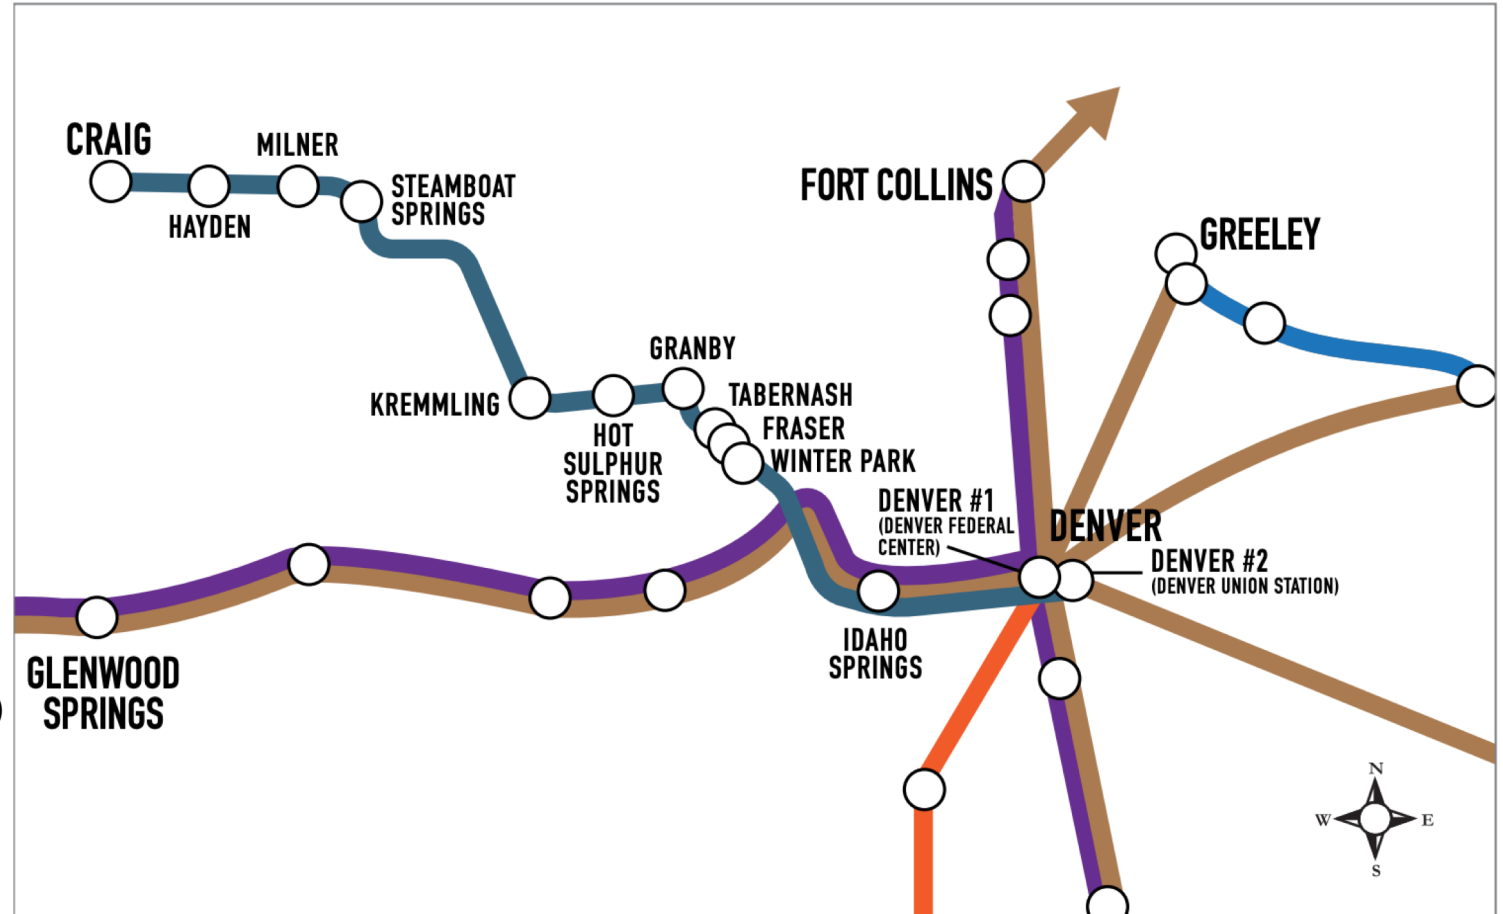 CRAIG
MILNER
HAYDEN
STEAMBOAT
SPRINGS
FORT COLLINS
GREELEY
GRANBY
KREMMLING
TABERNASH
FRASER
WINTER PARK
HOT
SULPHUR
SPRINGS
DENVER #1
(DENVER FEDERAL
CENTER)
DENVER
DENVER #2
(DENVER UNION STATION)
IDAHO
SPRINGS
GLENWOOD
SPRINGS
N
W
E
S